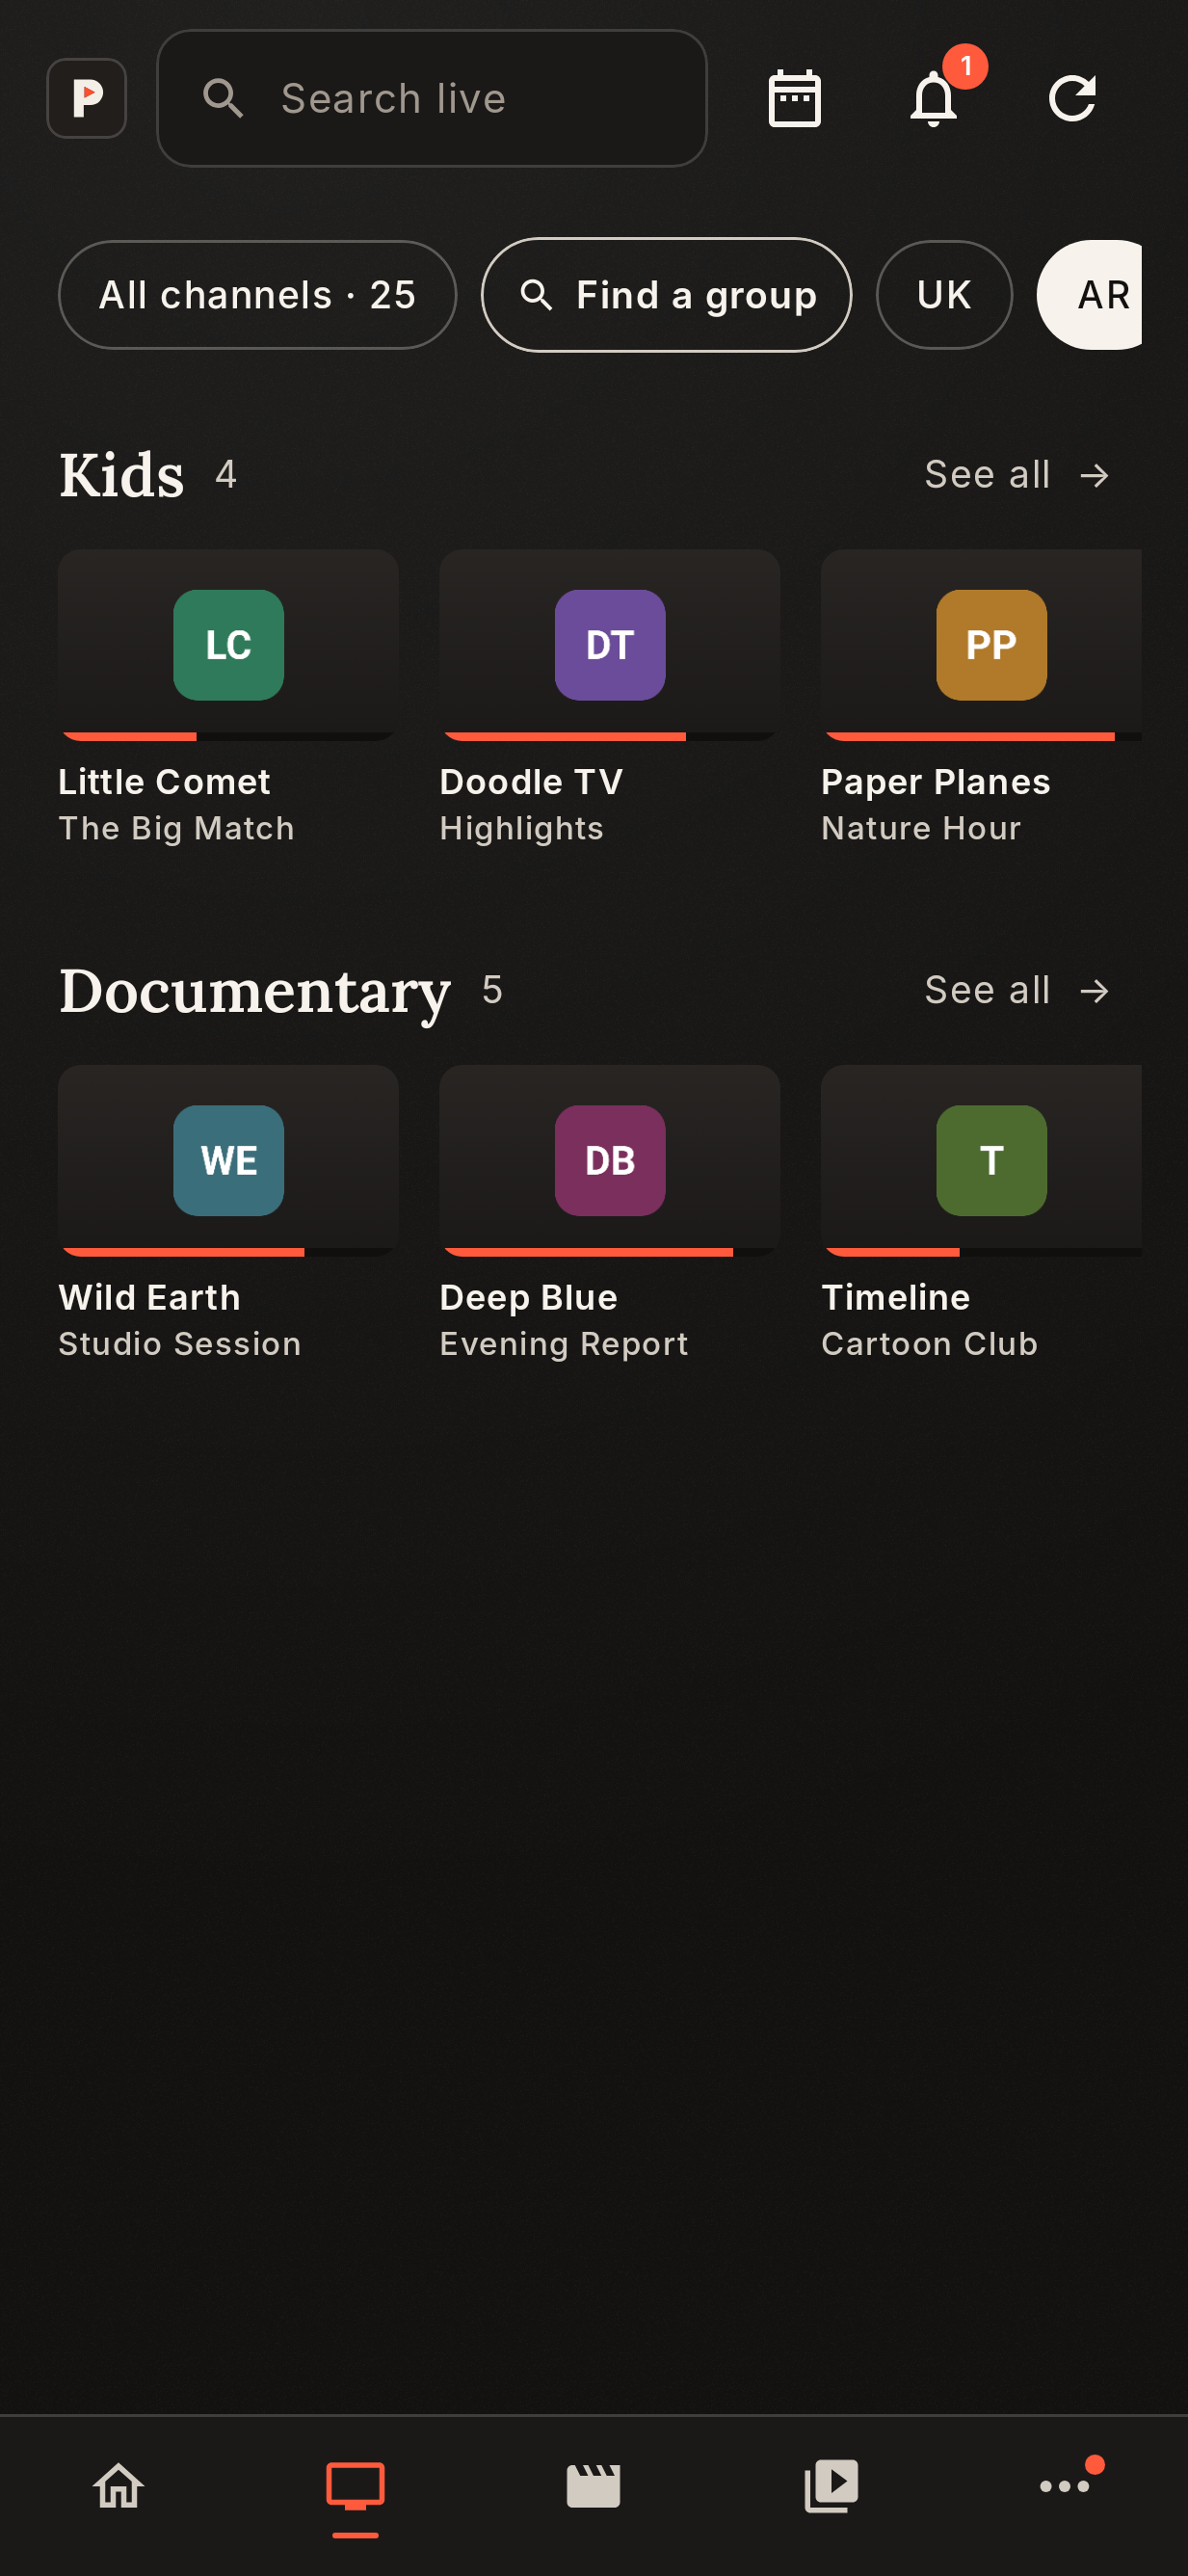 P
Search live
1
All channels · 25
Find a group
UK
AR
Kids 4
See all →
LC
DT
PP
Little Comet
Doodle TV
Paper Planes
The Big Match
Highlights
Nature Hour
Documentary 5
See all →
WE
DB
T
Wild Earth
Deep Blue
Timeline
Studio Session
Evening Report
Cartoon Club